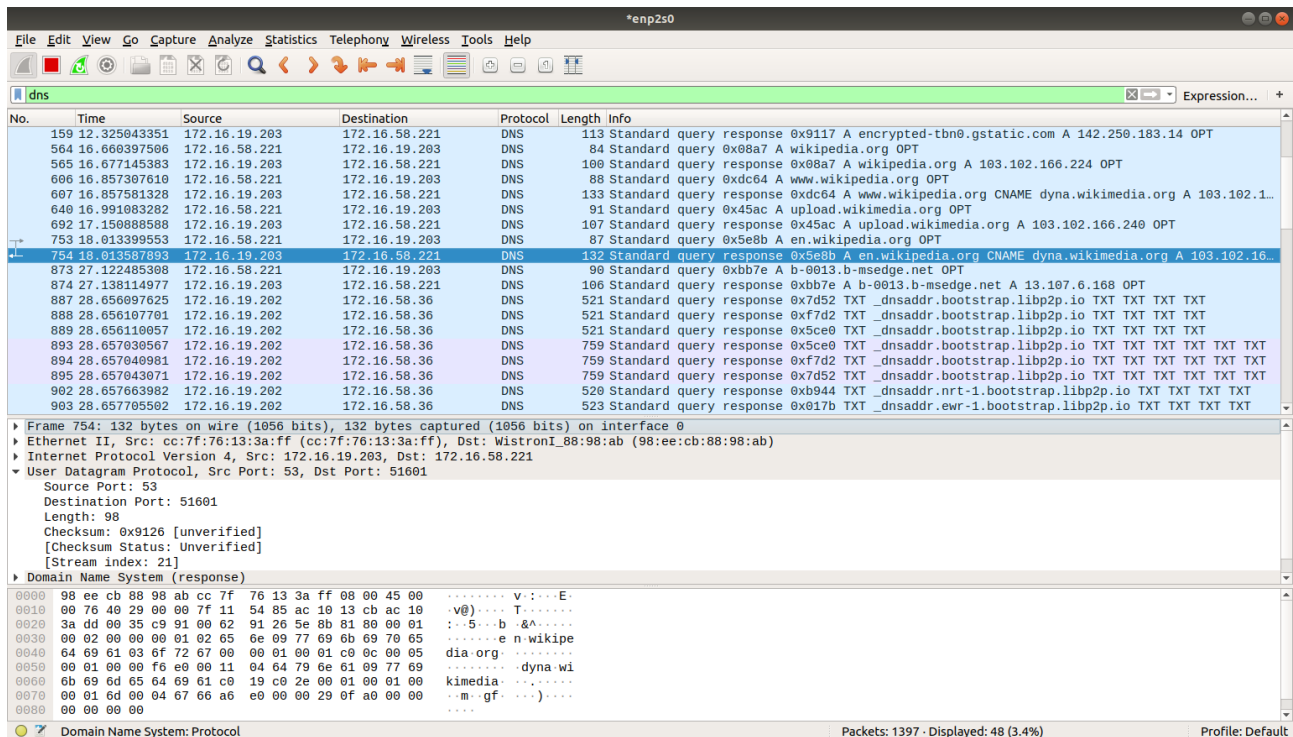 *enp2s0
File Edit View Go Capture Analyze Statistics Telephony Wireless Tools Help
dns Expression... +
No. Time Source Destination Protocol Length Info
159 12.325043351 172.16.19.203 172.16.58.221 DNS 113 Standard query response 0x9117 A encrypted-tbn0.gstatic.com A 142.250.183.14 OPT
564 16.660397506 172.16.58.221 172.16.19.203 DNS 84 Standard query 0x08a7 A wikipedia.org OPT
565 16.677145383 172.16.19.203 172.16.58.221 DNS 100 Standard query response 0x08a7 A wikipedia.org A 103.102.166.224 OPT
606 16.857307610 172.16.58.221 172.16.19.203 DNS 88 Standard query 0xdc64 A www.wikipedia.org OPT
607 16.857581328 172.16.19.203 172.16.58.221 DNS 133 Standard query response 0xdc64 A www.wikipedia.org CNAME dyna.wikimedia.org A 103.102.1…
640 16.991083282 172.16.58.221 172.16.19.203 DNS 91 Standard query 0x45ac A upload.wikimedia.org OPT
692 17.150888588 172.16.19.203 172.16.58.221 DNS 107 Standard query response 0x45ac A upload.wikimedia.org A 103.102.166.240 OPT
753 18.013399553 172.16.58.221 172.16.19.203 DNS 87 Standard query 0x5e8b A en.wikipedia.org OPT
754 18.013587893 172.16.19.203 172.16.58.221 DNS 132 Standard query response 0x5e8b A en.wikipedia.org CNAME dyna.wikimedia.org A 103.102.16…
873 27.122485308 172.16.58.221 172.16.19.203 DNS 90 Standard query 0xbb7e A b-0013.b-msedge.net OPT
874 27.138114977 172.16.19.203 172.16.58.221 DNS 106 Standard query response 0xbb7e A b-0013.b-msedge.net A 13.107.6.168 OPT
887 28.656097625 172.16.19.202 172.16.58.36 DNS 521 Standard query response 0x7d52 TXT _dnsaddr.bootstrap.libp2p.io TXT TXT TXT TXT
888 28.656107701 172.16.19.202 172.16.58.36 DNS 521 Standard query response 0xf7d2 TXT _dnsaddr.bootstrap.libp2p.io TXT TXT TXT TXT
889 28.656110057 172.16.19.202 172.16.58.36 DNS 521 Standard query response 0x5ce0 TXT _dnsaddr.bootstrap.libp2p.io TXT TXT TXT TXT
893 28.657030567 172.16.19.202 172.16.58.36 DNS 759 Standard query response 0x5ce0 TXT _dnsaddr.bootstrap.libp2p.io TXT TXT TXT TXT TXT TXT
894 28.657040981 172.16.19.202 172.16.58.36 DNS 759 Standard query response 0xf7d2 TXT _dnsaddr.bootstrap.libp2p.io TXT TXT TXT TXT TXT TXT
895 28.657043071 172.16.19.202 172.16.58.36 DNS 759 Standard query response 0x7d52 TXT _dnsaddr.bootstrap.libp2p.io TXT TXT TXT TXT TXT TXT
902 28.657663982 172.16.19.202 172.16.58.36 DNS 520 Standard query response 0xb944 TXT _dnsaddr.nrt-1.bootstrap.libp2p.io TXT TXT TXT TXT
903 28.657705502 172.16.19.202 172.16.58.36 DNS 523 Standard query response 0x017b TXT _dnsaddr.ewr-1.bootstrap.libp2p.io TXT TXT TXT TXT
Frame 754: 132 bytes on wire (1056 bits), 132 bytes captured (1056 bits) on interface 0
Ethernet II, Src: cc:7f:76:13:3a:ff (cc:7f:76:13:3a:ff), Dst: WistronI_88:98:ab (98:ee:cb:88:98:ab)
Internet Protocol Version 4, Src: 172.16.19.203, Dst: 172.16.58.221
User Datagram Protocol, Src Port: 53, Dst Port: 51601
Source Port: 53
Destination Port: 51601
Length: 98
Checksum: 0x9126 [unverified]
[Checksum Status: Unverified]
[Stream index: 21]
Domain Name System (response)
0000 98 ee cb 88 98 ab cc 7f 76 13 3a ff 08 00 45 00 ········ v·:···E·
0010 00 76 40 29 00 00 7f 11 54 85 ac 10 13 cb ac 10 ·v@)···· T·······
0020 3a dd 00 35 c9 91 00 62 91 26 5e 8b 81 80 00 01 :··5···b ·&^·····
0030 00 02 00 00 00 01 02 65 6e 09 77 69 6b 69 70 65 ·······e n·wikipe
0040 64 69 61 03 6f 72 67 00 00 01 00 01 c0 0c 00 05 dia·org· ········
0050 00 01 00 00 f6 e0 00 11 04 64 79 6e 61 09 77 69 ········ ·dyna·wi
0060 6b 69 6d 65 64 69 61 c0 19 c0 2e 00 01 00 01 00 kimedia· ··.·····
0070 00 01 6d 00 04 67 66 a6 e0 00 00 29 0f a0 00 00 ··m··gf· ···)····
0080 00 00 00 00 ····
Domain Name System: Protocol Packets: 1397 · Displayed: 48 (3.4%) Profile: Default